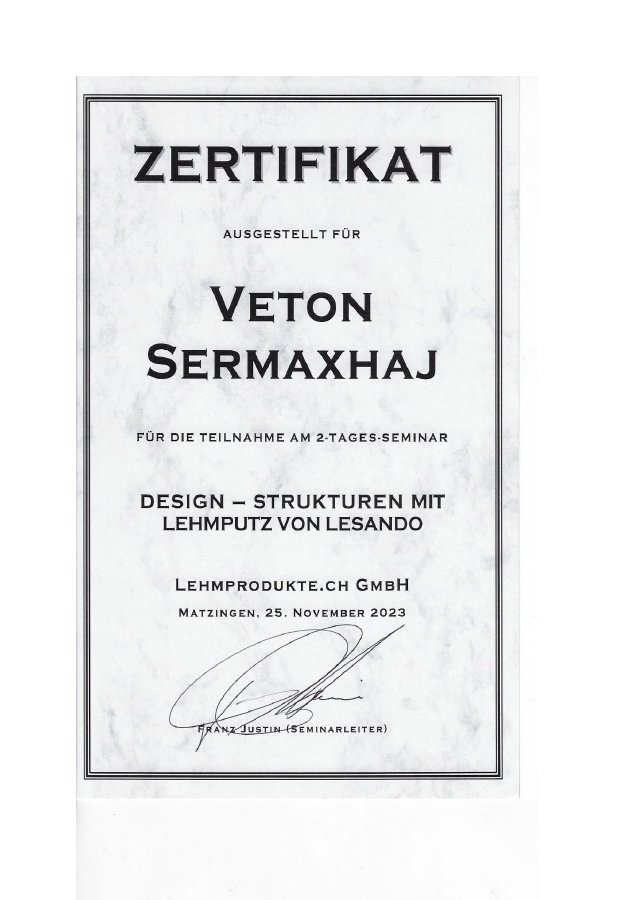 ZERTIFIKAT
AUSGESTELLT FÜR
VETON
SERMAXHAJ
FÜR DIE TEILNAHME AM 2-TAGES-SEMINAR
DESIGN – STRUKTUREN MIT
LEHMPUTZ VON LESANDO
LEHMPRODUKTE.CH GMBH
MATZINGEN, 25. NOVEMBER 2023
FRANZ JUSTIN (SEMINARLEITER)